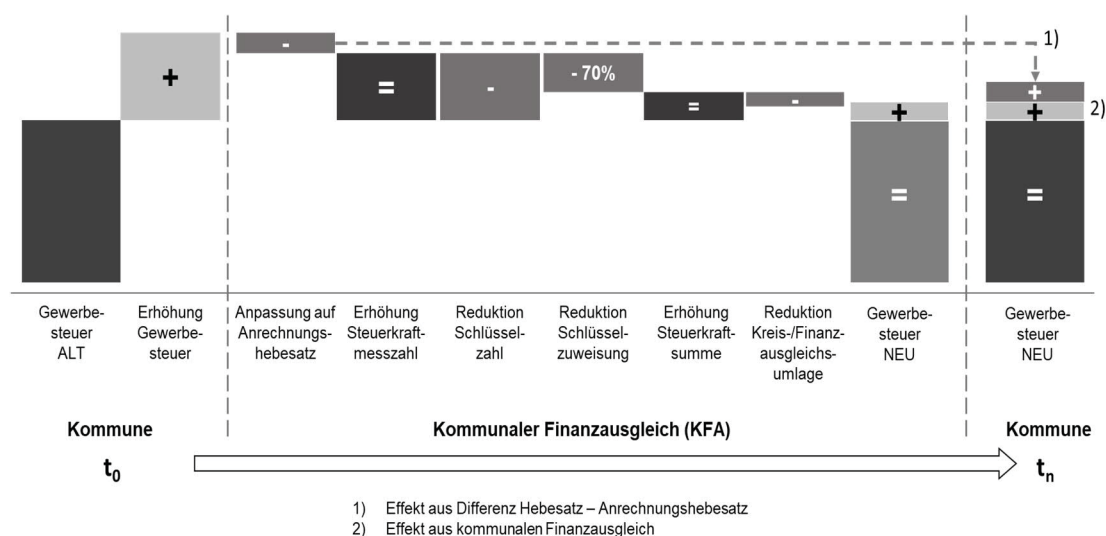 1)
-
+
=
-
- 70%
=
-
+
=
+
+
=
2)
Gewerbe-
steuer
ALT
Erhöhung
Gewerbe-
steuer
Anpassung auf
Anrechnungs-
hebesatz
Erhöhung
Steuerkraft-
messzahl
Reduktion
Schlüssel-
zahl
Reduktion
Schlüssel-
zuweisung
Erhöhung
Steuerkraft-
summe
Reduktion
Kreis-/Finanz-
ausgleichs-
umlage
Gewerbe-
steuer
NEU
Gewerbe-
steuer
NEU
Kommune
t0
Kommunaler Finanzausgleich (KFA)
Kommune
tn
1) Effekt aus Differenz Hebesatz – Anrechnungshebesatz
2) Effekt aus kommunalen Finanzausgleich